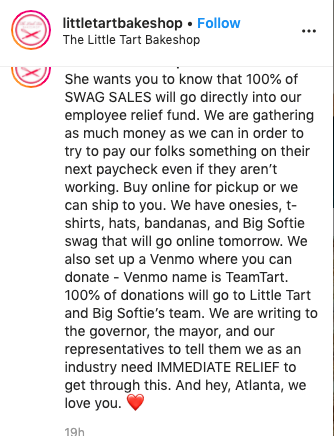 littletartbakeshop • Follow
The Little Tart Bakeshop
She wants you to know that 100% of
SWAG SALES will go directly into our
employee relief fund. We are gathering
as much money as we can in order to
try to pay our folks something on their
next paycheck even if they aren’t
working. Buy online for pickup or we
can ship to you. We have onesies, t-
shirts, hats, bandanas, and Big Softie
swag that will go online tomorrow. We
also set up a Venmo where you can
donate - Venmo name is TeamTart.
100% of donations will go to Little Tart
and Big Softie’s team. We are writing to
the governor, the mayor, and our
representatives to tell them we as an
industry need IMMEDIATE RELIEF to
get through this. And hey, Atlanta, we
love you. ❤️
19h